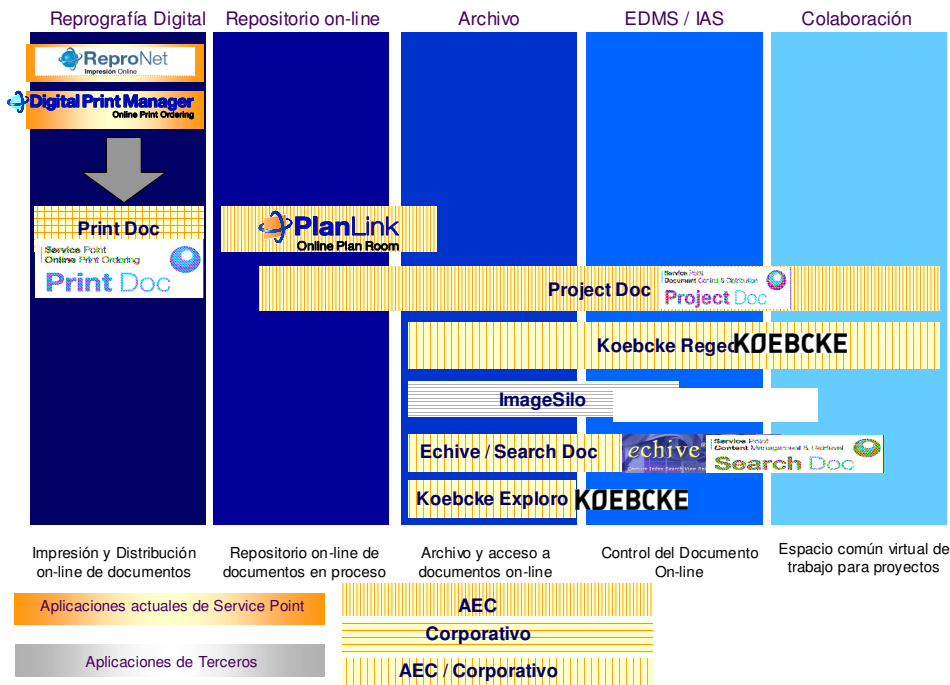 Reprografía Digital
Repositorio on-line
Archivo
EDMS / IAS
Colaboración
ReproNet
Impresión Online
Digital Print Manager
Online Print Ordering
Print Doc
Service Point
Online Print Ordering
Print Doc
PlanLink
Online Plan Room
Project Doc
Service Point
Document Control & Distribution
Project Doc
Koebcke Reged
KOEBCKE
ImageSilo
Echive / Search Doc
echive
Service Point
Content Management & Retrieval
Search Doc
Koebcke Exploro
KOEBCKE
Impresión y Distribución
on-line de documentos
Repositorio on-line de
documentos en proceso
Archivo y acceso a
documentos on-line
Control del Documento
On-line
Espacio común virtual de
trabajo para proyectos
Aplicaciones actuales de Service Point
Aplicaciones de Terceros
AEC
Corporativo
AEC / Corporativo